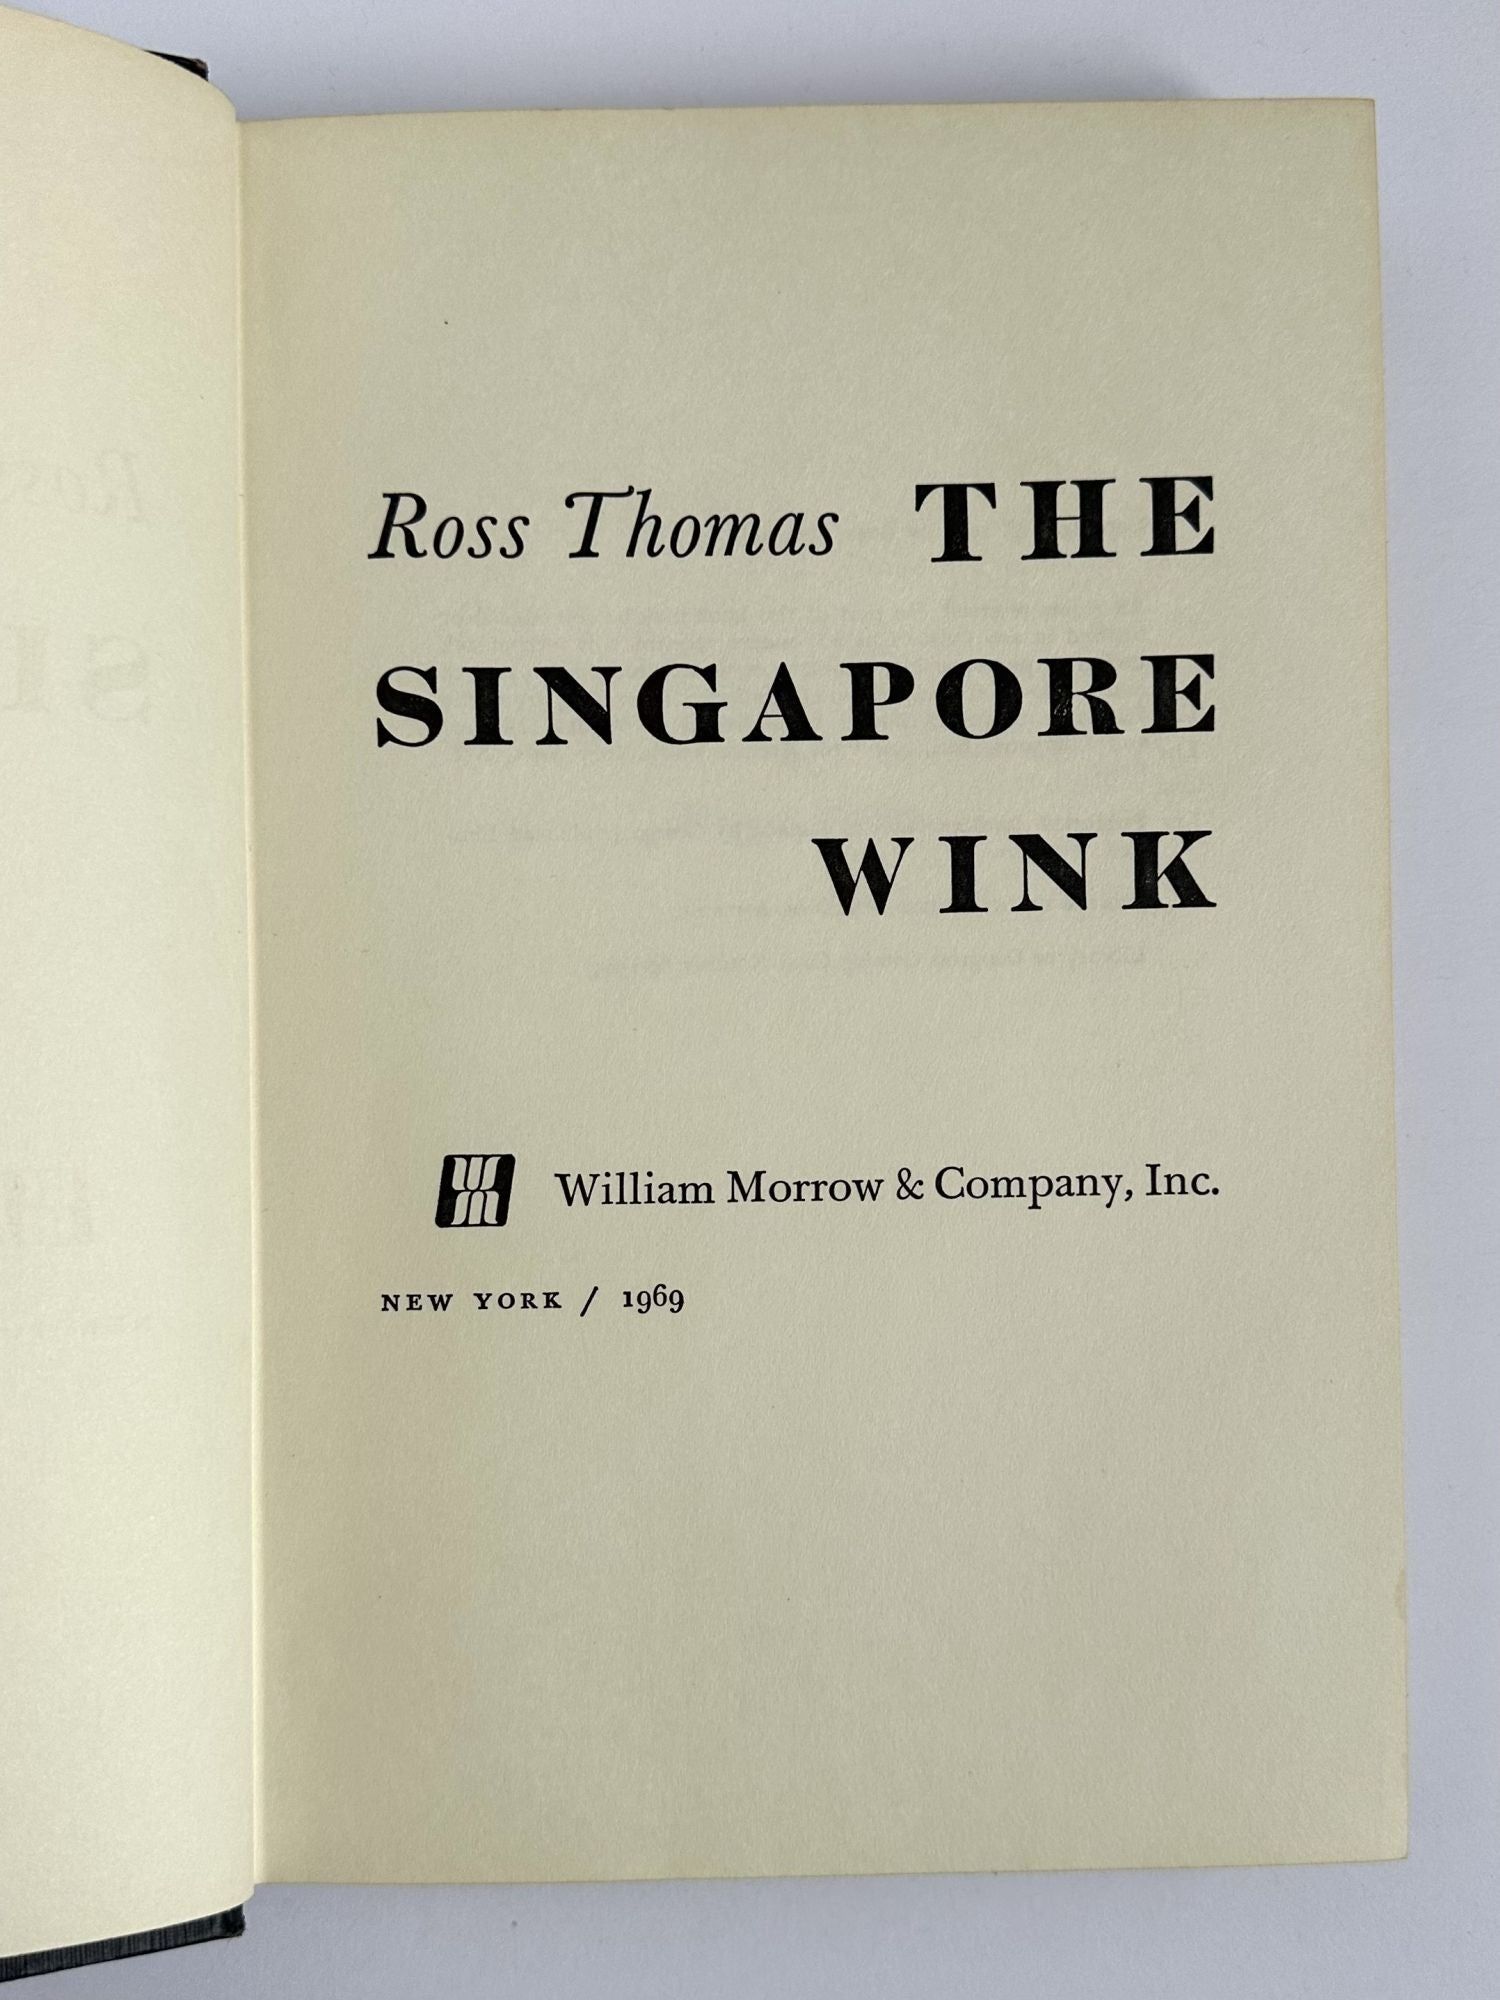 Ross Thomas THE
SINGAPORE
WINK
William Morrow & Company, Inc.
NEW YORK / 1969